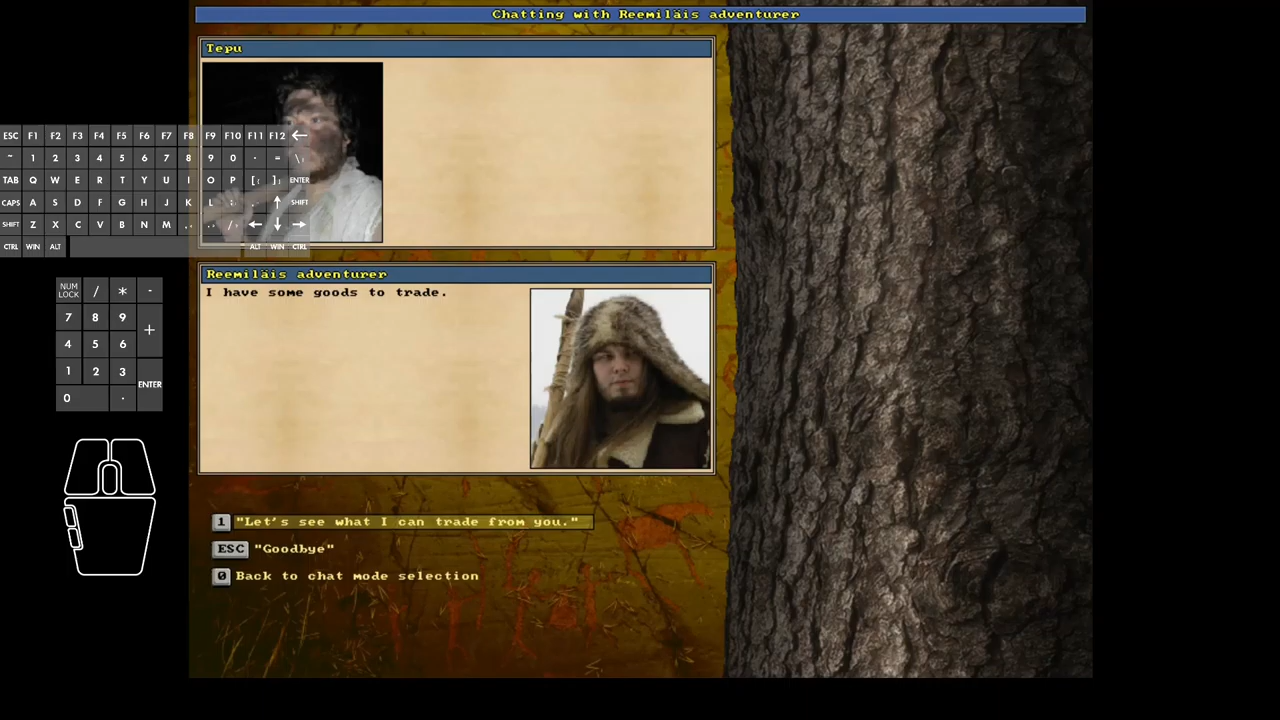 Chatting with Reemiläis adventurer
Tepu
ESC F1 F2 F3 F4 F5 F6 F7 F8 F9 F10 F11 F12 ←
~ 1 2 3 4 5 6 7 8 9 0 - = \
TAB Q W E R T Y U I O P [{ ]} ENTER
CAPS A S D F G H J K L ; ↑ SHIFT
SHIFT Z X C V B N M / ← ↓ →
CTRL WIN ALT ALT WIN CTRL
Reemiläis adventurer
I have some goods to trade.
NUM LOCK / * -
7 8 9 +
4 5 6
1 2 3 ENTER
0 .
1 "Let's see what I can trade from you."
ESC "Goodbye"
0 Back to chat mode selection